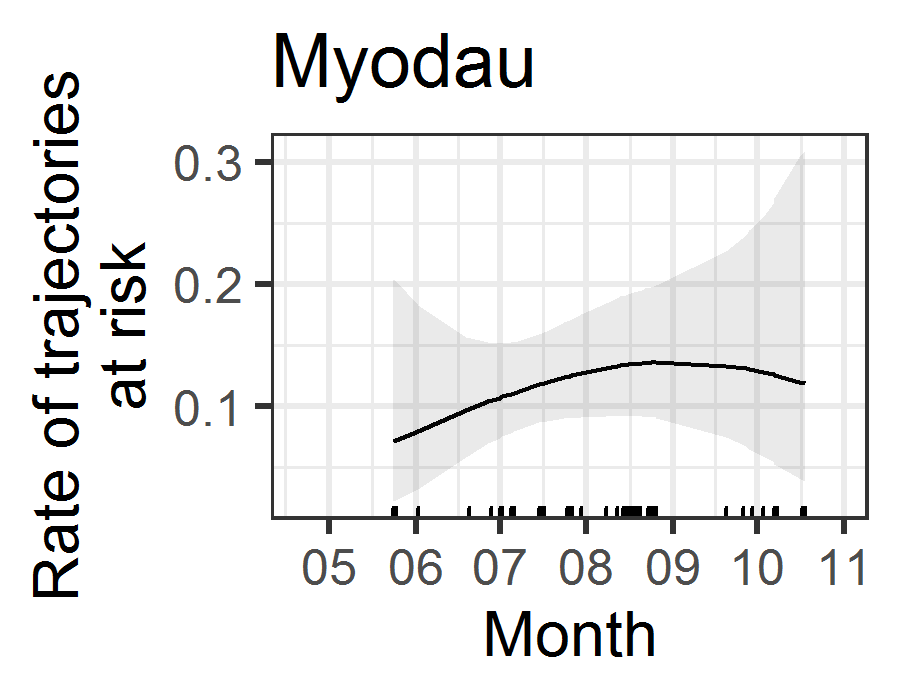 Myodau
Rate of trajectories
at risk
0.3
0.2
0.1
05 06 07 08 09 10 11
Month